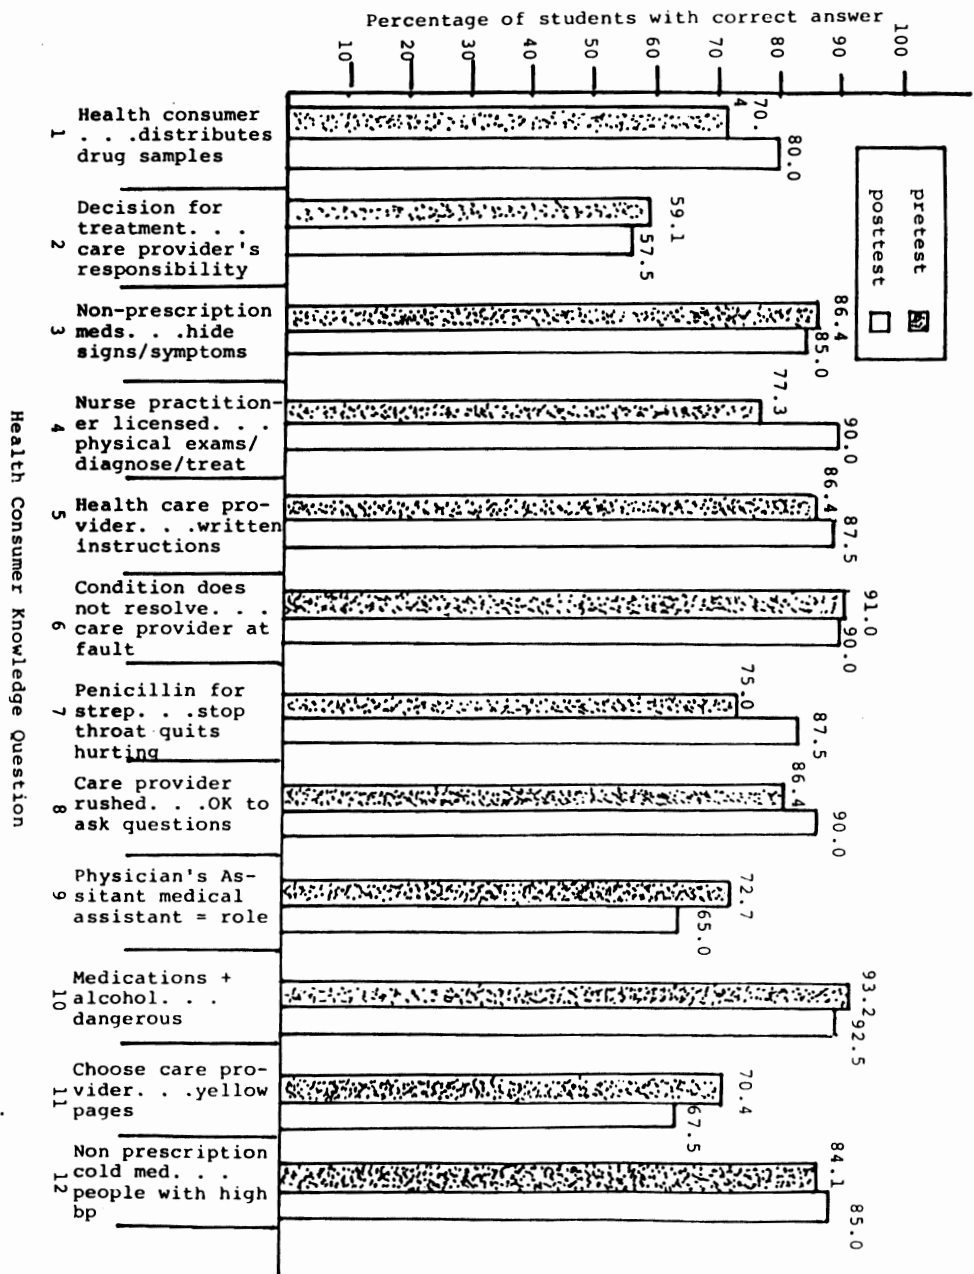 Percentage of students with correct answer
10
20
30
40
50
60
70
80
90
100
pretest
posttest
Health consumer
. . .distributes
drug samples
1
70.
4
80.0
Decision for
treatment. . .
care provider's
responsibility
2
59.1
57.5
Non-prescription
meds. . .hide
signs/symptoms
3
86.4
85.0
Nurse practition-
er licensed. . .
physical exams/
diagnose/treat
4
77.3
90.0
Health care pro-
vider. . .written
instructions
5
86.4
87.5
Condition does
not resolve. . .
care provider at
fault
6
91.0
90.0
Penicillin for
strep. . .stop
throat quits
hurting
7
75.0
87.5
Care provider
rushed. . .OK to
ask questions
8
86.4
90.0
Physician's As-
sitant medical
assistant = role
9
72.7
65.0
Medications +
alcohol. . .
dangerous
10
93.2
92.5
Choose care pro-
vider. . .yellow
pages
11
70.4
67.5
Non prescription
cold med. . .
people with high
bp
12
84.1
85.0
Health Consumer Knowledge Question